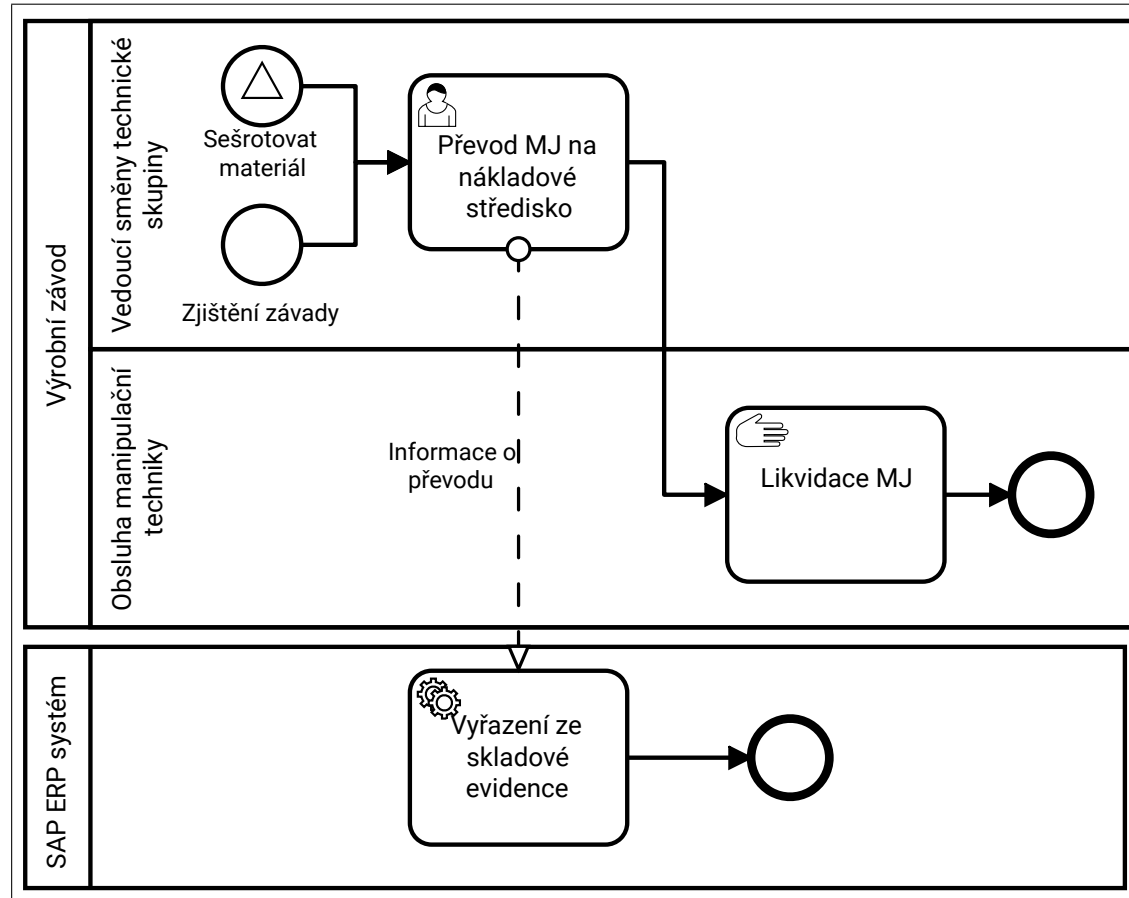 Výrobní závod
Vedoucí směny technické
skupiny
Sešrotovat
materiál
Zjištění závady
Převod MJ na
nákladové
středisko
Obsluha manipulační
techniky
Informace o
převodu
Likvidace MJ
SAP ERP systém
Vyřazení ze
skladové
evidence